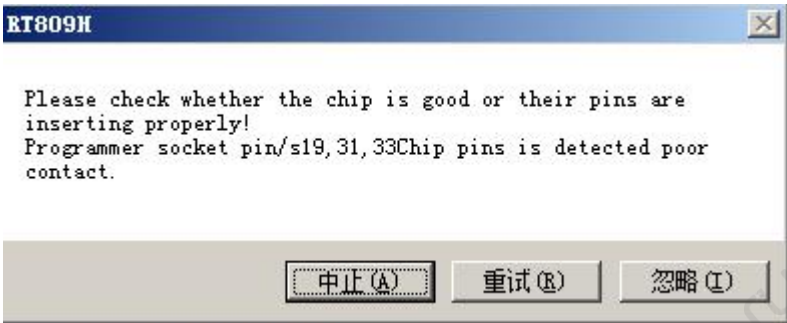 RT809H
Please check whether the chip is good or their pins are
inserting properly!
Programmer socket pin/s19,31,33Chip pins is detected poor
contact.
中止(A)
重试(R)
忽略(I)